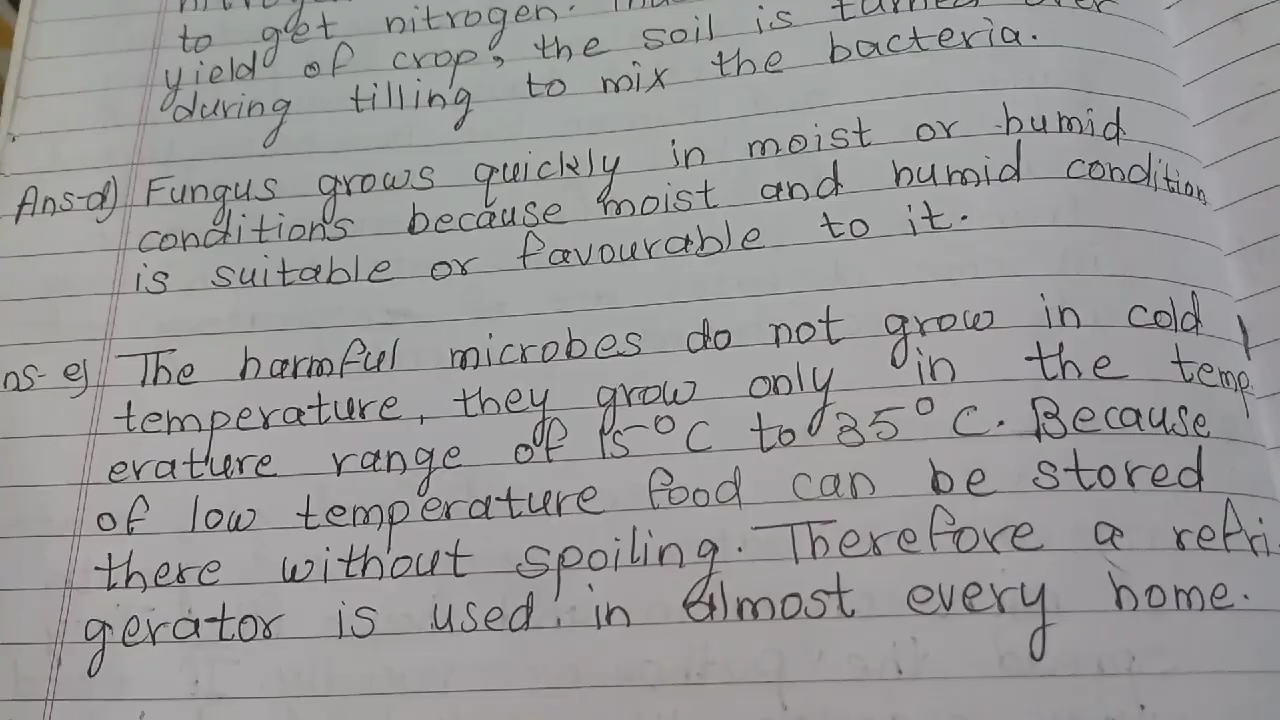 to get nitrogen.
yield of crop, the soil is turned over
during tilling to mix the bacteria.
Ans-d) Fungus grows quickly in moist or humid
conditions because moist and humid condition
is suitable or favourable to it.
ns-e) The harmful microbes do not grow in cold
temperature, they grow only in the temp
erature range of 15°C to 35°C. Because
of low temperature food can be stored
there without spoiling. Therefore a refri
gerator is used in almost every home.